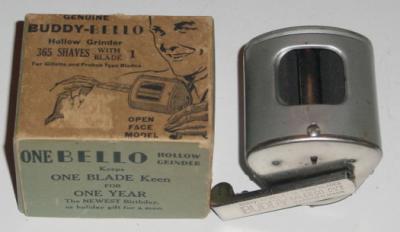 GENUINE
BUDDY-BELLO
Hollow Grinder
365 SHAVES WITH 1 BLADE
For Gillette and Probak Type Blades
OPEN
FACE
MODEL
ONE BELLO HOLLOW GRINDER
Keeps
ONE BLADE Keen
FOR
ONE YEAR
The NEWEST Birthday,
or holiday gift for a man.
BUDDY